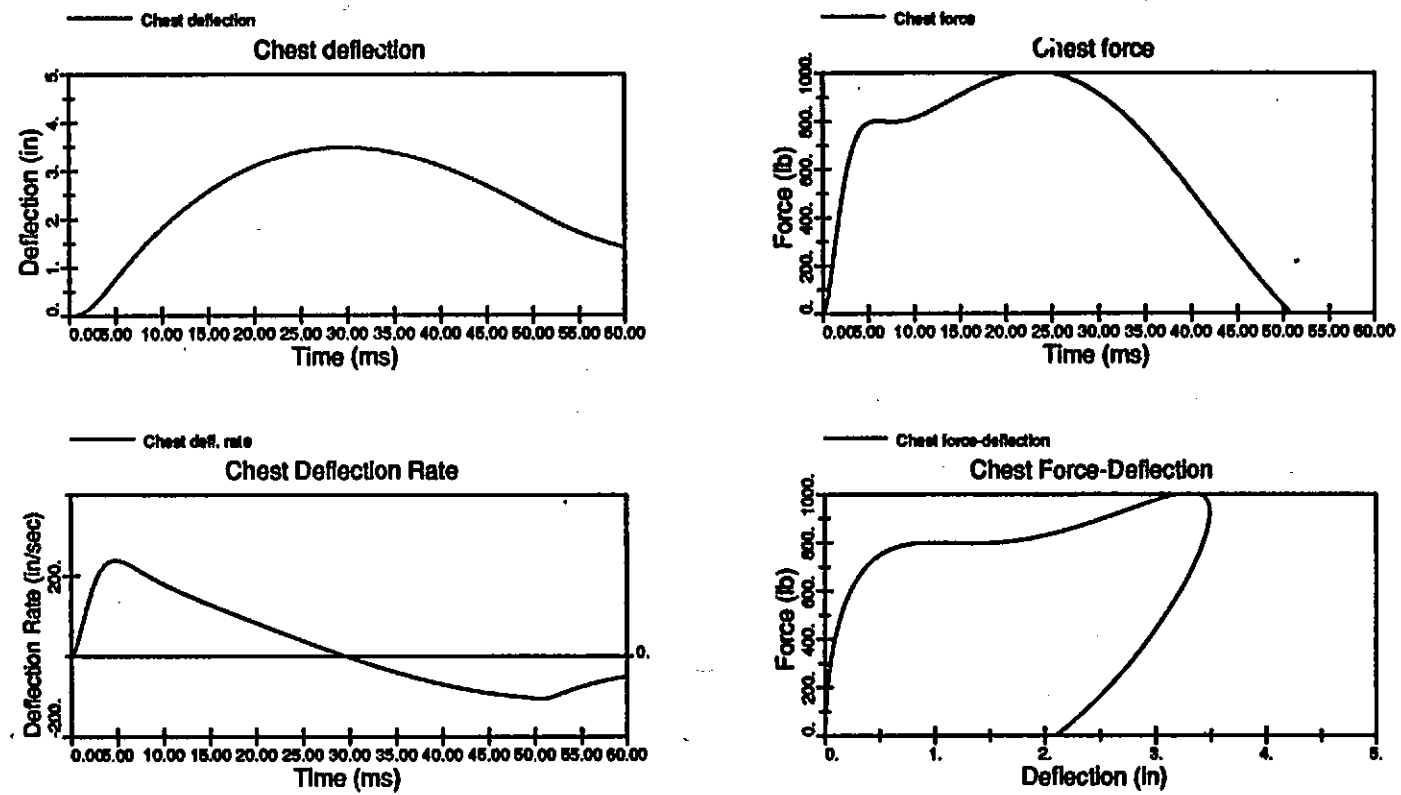 Chest deflection
Chest deflection
5.
4.
3.
2.
1.
0.
Deflection (in)
0.00 5.00 10.00 15.00 20.00 25.00 30.00 35.00 40.00 45.00 50.00 55.00 60.00
Time (ms)
Chest force
Chest force
1000.
800.
600.
400.
200.
0.
Force (lb)
0.00 5.00 10.00 15.00 20.00 25.00 30.00 35.00 40.00 45.00 50.00 55.00 60.00
Time (ms)
Chest defl. rate
Chest Deflection Rate
200.
-200.
0.
Deflection Rate (in/sec)
0.00 5.00 10.00 15.00 20.00 25.00 30.00 35.00 40.00 45.00 50.00 55.00 60.00
Time (ms)
Chest force-deflection
Chest Force-Deflection
1000.
800.
600.
400.
200.
0.
Force (lb)
0. 1. 2. 3. 4. 5.
Deflection (in)